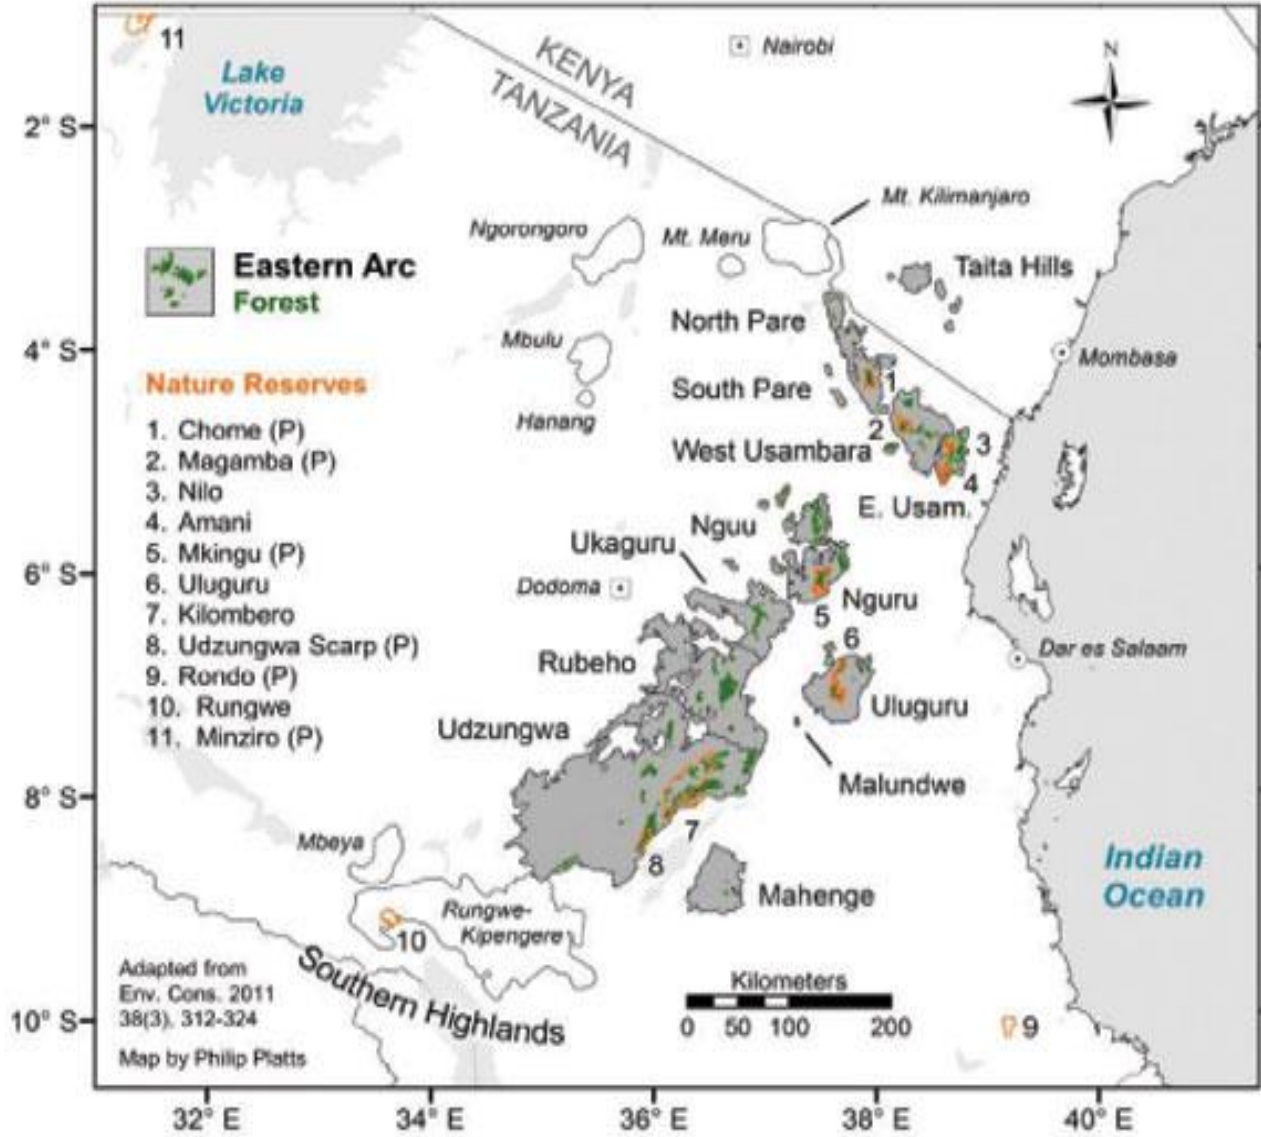 11
Lake
Victoria
KENYA
TANZANIA
Nairobi
N
2° S
Mt. Kilimanjaro
Ngorongoro
Mt. Meru
Taita Hills
Eastern Arc
Forest
North Pare
Mbulu
4° S
Mombasa
Nature Reserves
South Pare
1
Hanang
1. Chome (P)
2. Magamba (P)
3. Nilo
4. Amani
5. Mkingu (P)
6. Uluguru
7. Kilombero
8. Udzungwa Scarp (P)
9. Rondo (P)
10. Rungwe
11. Minziro (P)
2
3
West Usambara
4
E. Usam.
Nguu
Ukaguru
6° S
Dodoma
5
Nguru
6
Rubeho
Dar es Salaam
Uluguru
Udzungwa
Malundwe
8° S
7
Mbeya
8
Indian
Ocean
Mahenge
Rungwe-
Kipengere
10
Southern Highlands
Adapted from
Env. Cons. 2011
38(3), 312-324
Map by Philip Platts
Kilometers
0 50 100 200
10° S
9
32° E 34° E 36° E 38° E 40° E